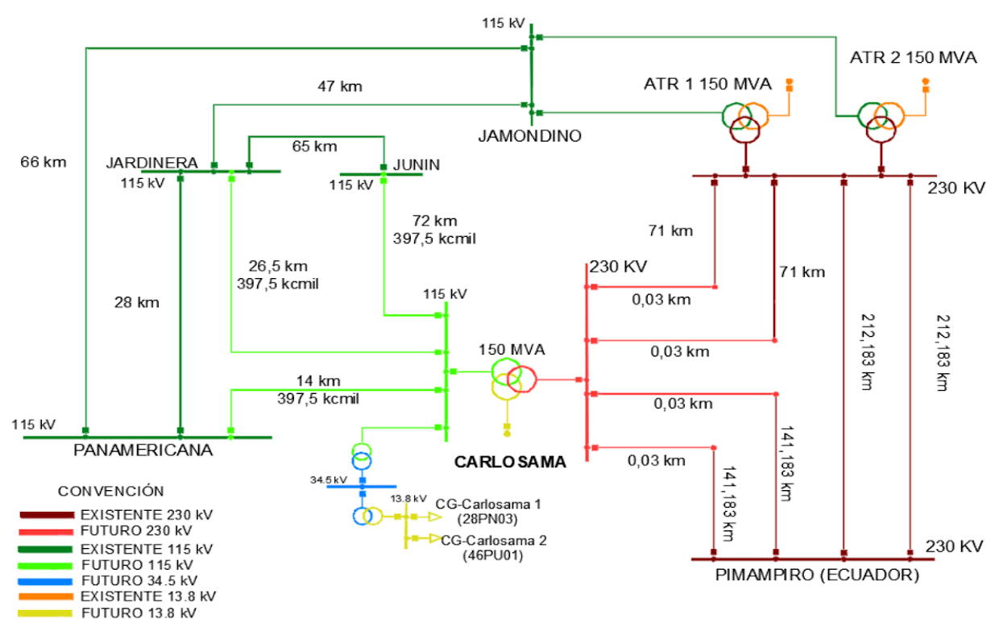 115 kV
ATR 2 150 MVA
ATR 1 150 MVA
47 km
JAMONDINO
65 km
66 km
JARDINERA
115 kV
JUNIN
115 kV
230 KV
72 km
397,5 kcmil
71 km
26,5 km
397,5 kcmil
230 KV
71 km
28 km
115 kV
0,03 km
212,183 km
212,183 km
150 MVA
0,03 km
14 km
397,5 kcmil
0,03 km
115 kV
PANAMERICANA
141,183 km
CARLOSAMA
0,03 km
141,183 km
34.5 kV
CONVENCIÓN
13.8 kV
CG-Carlosama 1
(28PN03)
CG-Carlosama 2
(46PU01)
230 KV
PIMAMPIRO (ECUADOR)
EXISTENTE 230 kV
FUTURO 230 kV
EXISTENTE 115 kV
FUTURO 115 kV
FUTURO 34.5 kV
EXISTENTE 13.8 kV
FUTURO 13.8 kV